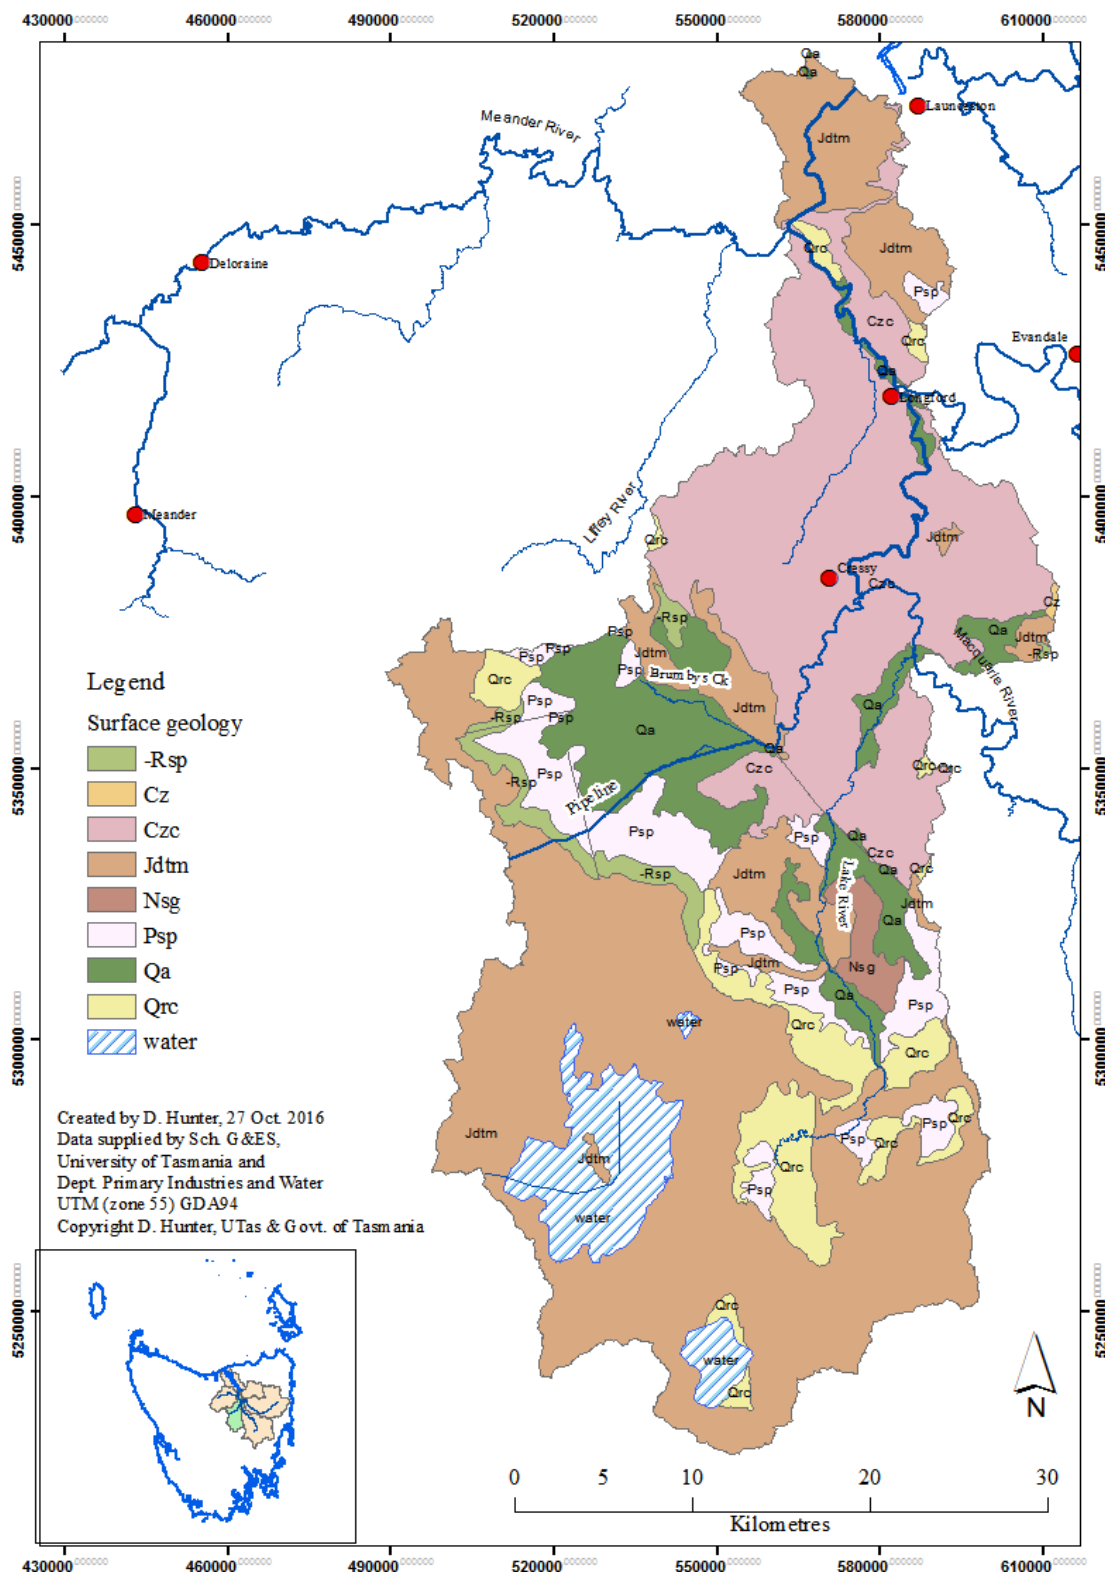 430000 460000 490000 520000 550000 580000 610000
Qa
Qa
Launceston
Meander River
Jdtm
5450000
5450000
Qrc
Jdtm
Deloraine
Psp
Czc
Qrc
Evandale
Qa
Longford
5400000
5400000
Meander
Liffey River
Qrc
Jdtm
Cressy
Czc
Cz
-Rsp
Qa
Psp
Jdtm
Psp
Psp
Jdtm
Macquarie River
-Rsp
Psp
Brumbys Ck
Legend
Qrc
Psp
Jdtm
Qa
Surface geology
-Rsp
Psp
Qa
Qa
-Rsp
Cz
Czc
Jdtm
Nsg
Psp
Qa
Qrc
water
5350000
5350000
Czc
Qrc
Qrc
Psp
-Rsp
Pipeline
Psp
Psp
Qa
Czc
-Rsp
Jdtm
Lake River
Qa
Qrc
Jdtm
Psp
Qa
Psp
Jdtm
Nsg
Psp
Qa
Psp
5300000
5300000
water
Qrc
Qrc
Jdtm
Psp
Qrc
Psp
Qrc
Jdtm
Qrc
Psp
water
Created by D. Hunter, 27 Oct. 2016
Data supplied by Sch. G&ES,
University of Tasmania and
Dept. Primary Industries and Water
UTM (zone 55) GDA94
Copyright D. Hunter, UTas & Govt. of Tasmania
5250000
5250000
Qrc
water
Qrc
N
0 5 10 20 30
Kilometres
430000 460000 490000 520000 550000 580000 610000